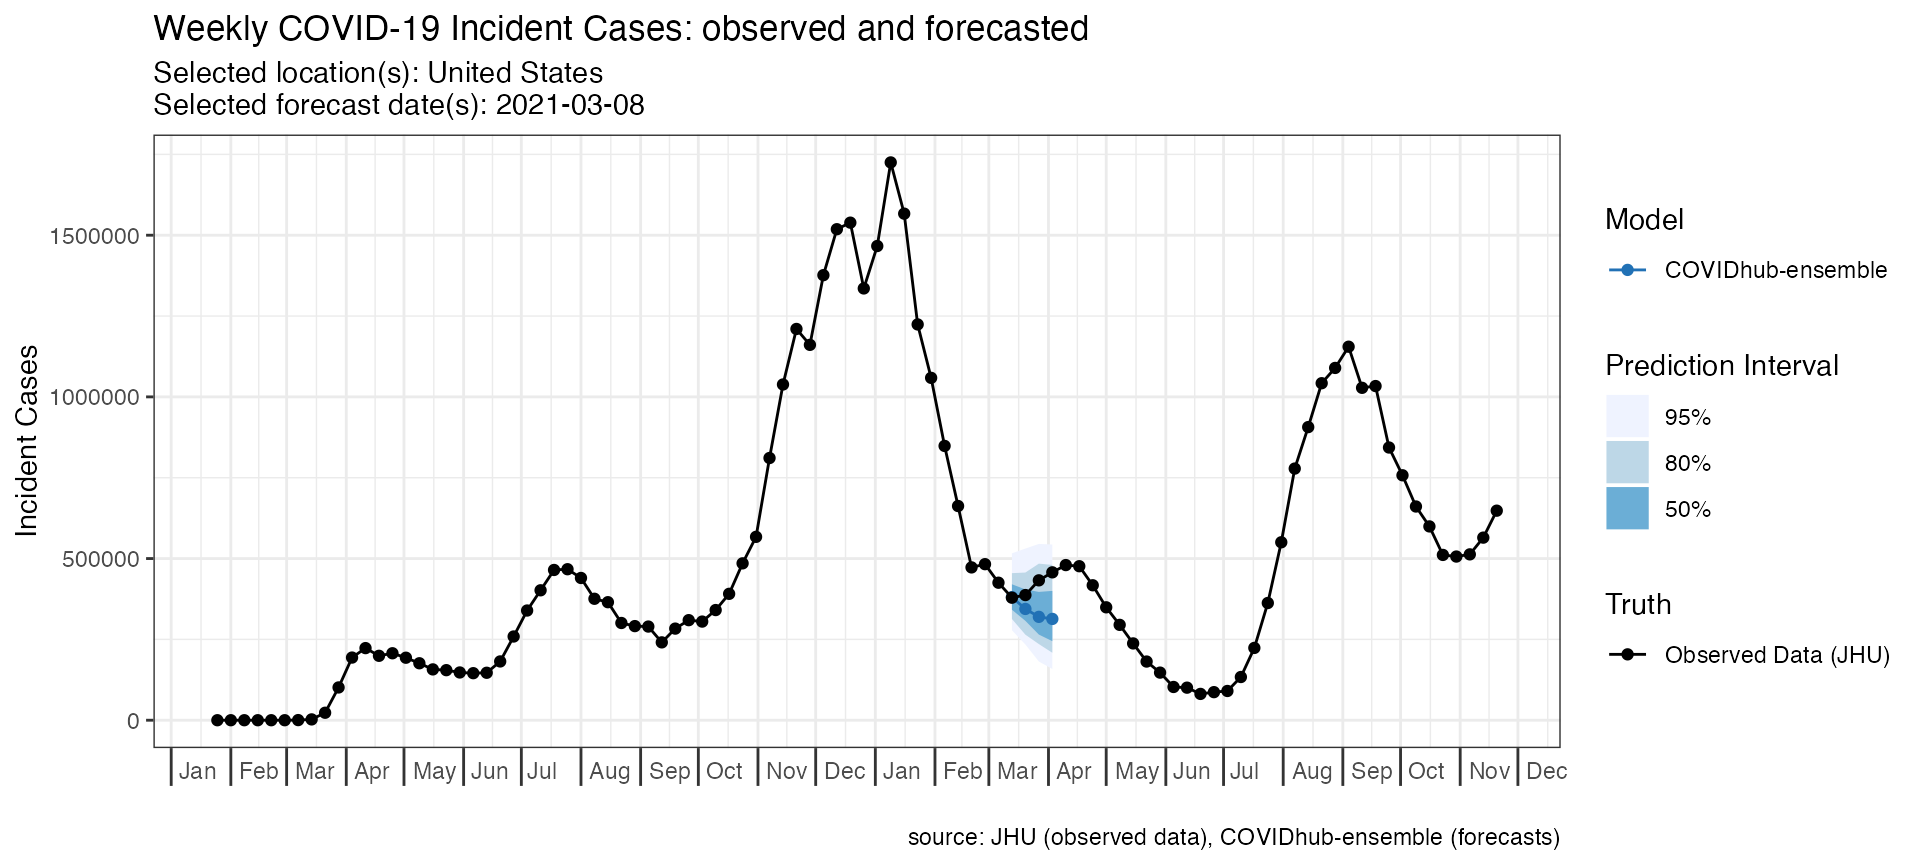 Weekly COVID-19 Incident Cases: observed and forecasted
Selected location(s): United States
Selected forecast date(s): 2021-03-08
Incident Cases
1500000
1000000
500000
0
Jan Feb Mar Apr May Jun Jul Aug Sep Oct Nov Dec Jan Feb Mar Apr May Jun Jul Aug Sep Oct Nov Dec
Model
COVIDhub-ensemble
Prediction Interval
95%
80%
50%
Truth
Observed Data (JHU)
source: JHU (observed data), COVIDhub-ensemble (forecasts)